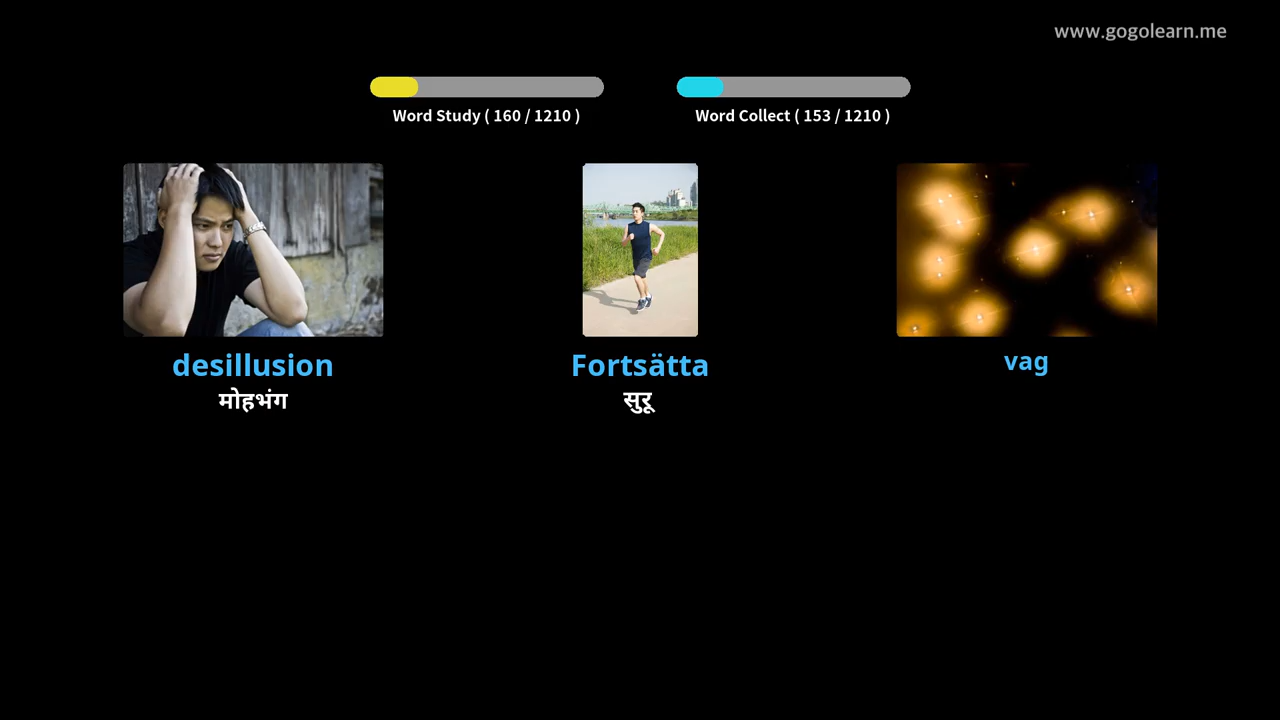 www.gogolearn.me
Word Study ( 160 / 1210 )
Word Collect ( 153 / 1210 )
desillusion
मोहभंग
Fortsätta
सुरू
vag